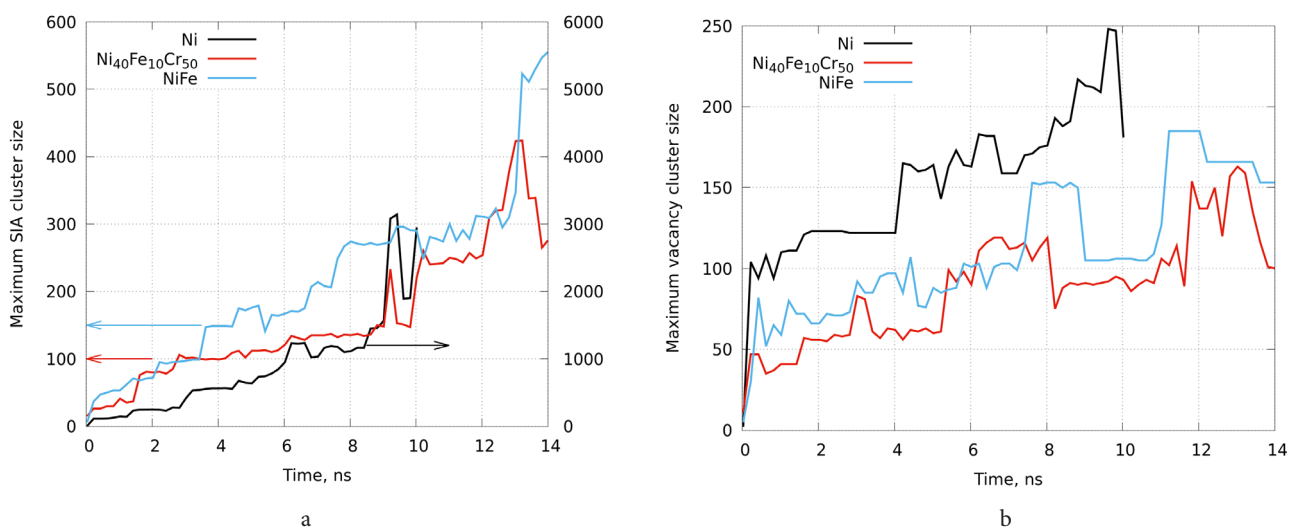 Maximum SIA cluster size
600
500
400
300
200
100
0
6000
5000
4000
3000
2000
1000
0
Ni
Ni40Fe10Cr50
NiFe
0 2 4 6 8 10 12 14
Time, ns
a
Maximum vacancy cluster size
250
200
150
100
50
0
Ni
Ni40Fe10Cr50
NiFe
0 2 4 6 8 10 12 14
Time, ns
b